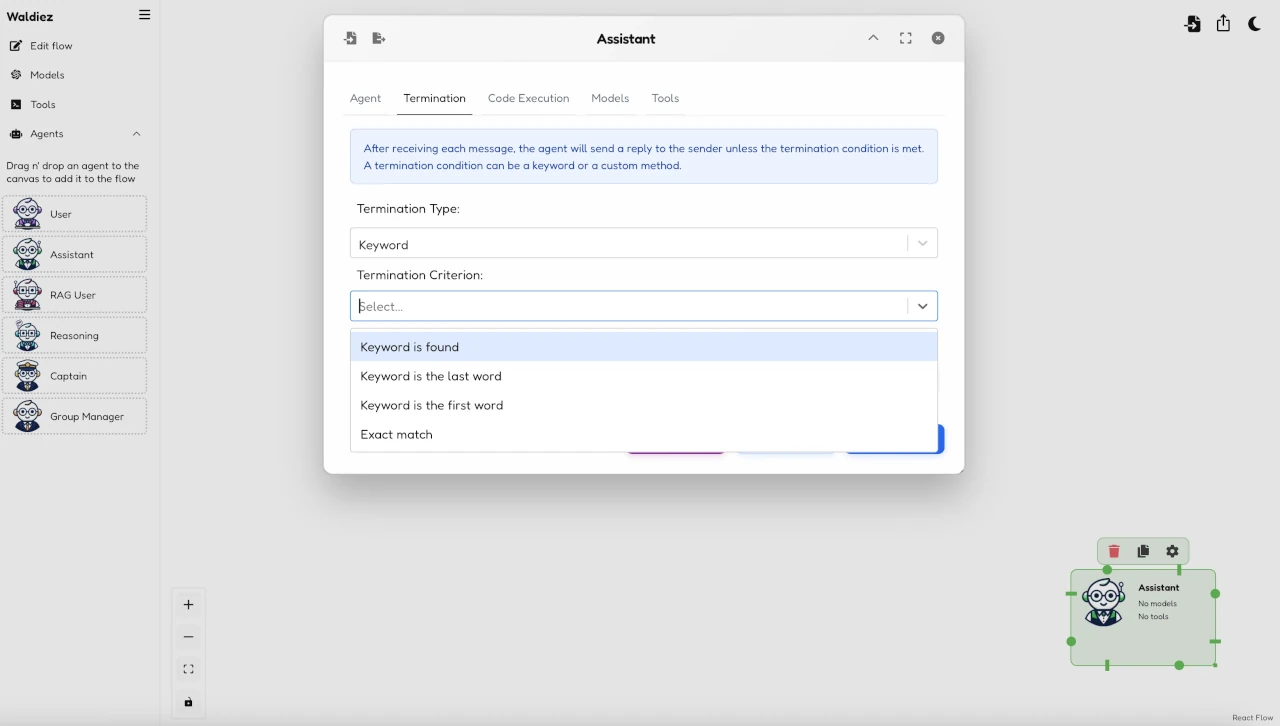 Waldiez
Edit flow
Models
Tools
Agents
Drag n' drop an agent to the
canvas to add it to the flow
User
Assistant
RAG User
Reasoning
Captain
Group Manager
Assistant
Agent
Termination
Code Execution
Models
Tools
After receiving each message, the agent will send a reply to the sender unless the termination condition is met.
A termination condition can be a keyword or a custom method.
Termination Type:
Keyword
Termination Criterion:
Select...
Keyword is found
Keyword is the last word
Keyword is the first word
Exact match
Assistant
No models
No tools
React Flow